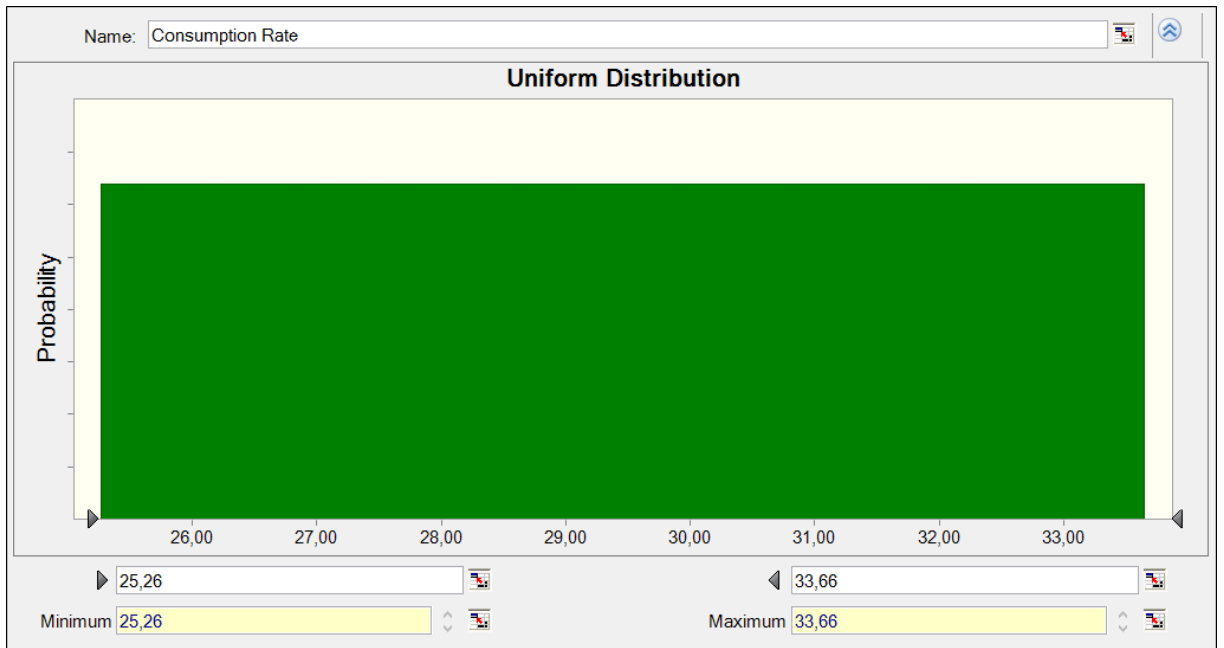 Name: Consumption Rate
Uniform Distribution
Probability
26,00 27,00 28,00 29,00 30,00 31,00 32,00 33,00
25,26 33,66
Minimum 25,26 Maximum 33,66